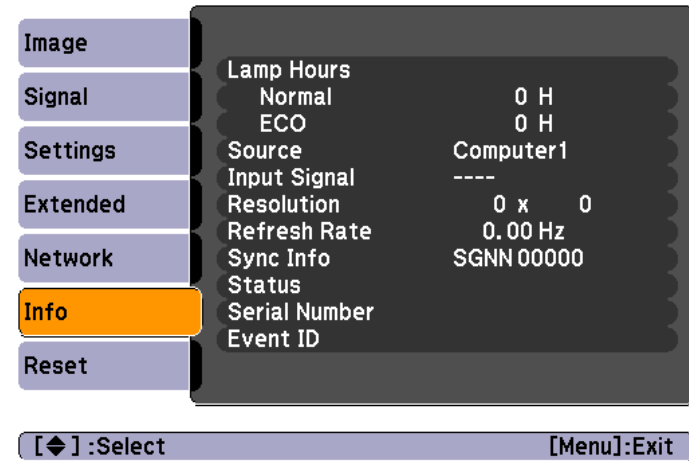 Image
Signal
Settings
Extended
Network
Info
Reset
Lamp Hours
Normal 0 H
ECO 0 H
Source Computer1
Input Signal ----
Resolution 0 x 0
Refresh Rate 0.00 Hz
Sync Info SGNN 00000
Status
Serial Number
Event ID
[◆] :Select [Menu]:Exit